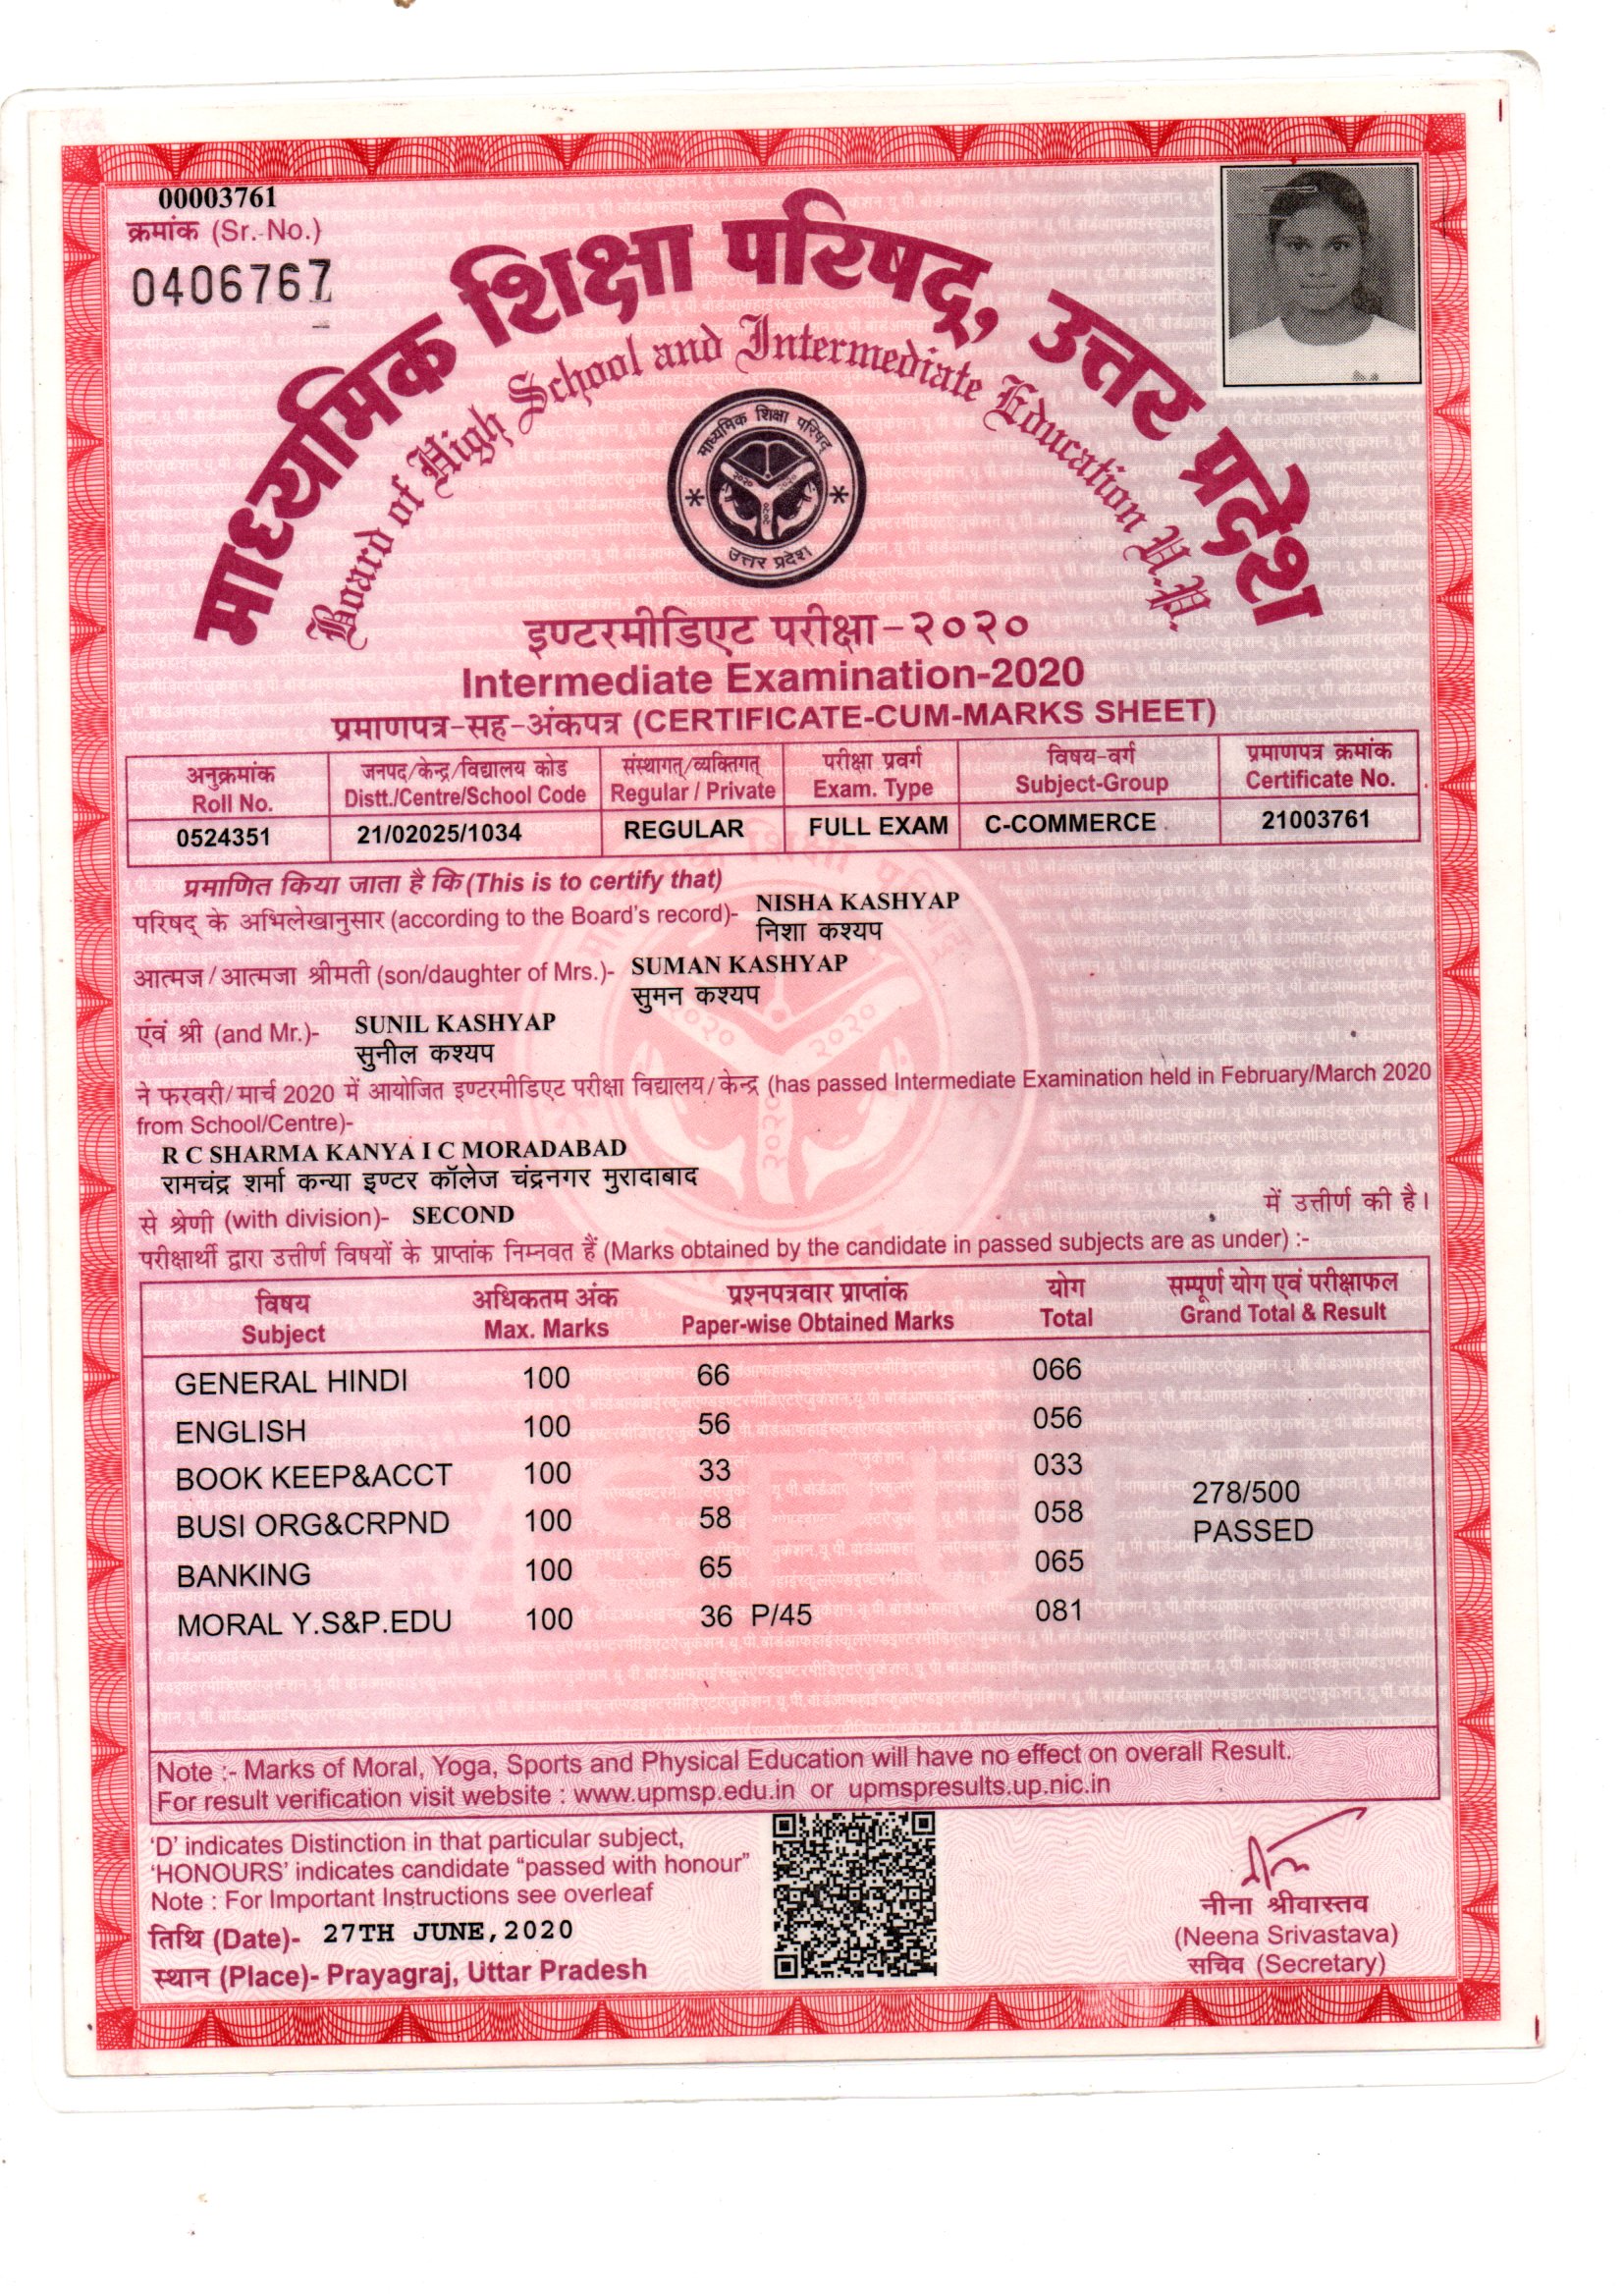 00003761
क्रमांक (Sr. No.)
0406767
माध्यमिक शिक्षा परिषद्, उत्तर प्रदेश
Board of High School and Intermediate Education U.P.
माध्यमिक शिक्षा परिषद्
उत्तर प्रदेश
इण्टरमीडिएट परीक्षा-२०२०
Intermediate Examination-2020
प्रमाणपत्र-सह-अंकपत्र (CERTIFICATE-CUM-MARKS SHEET)
अनुक्रमांक जनपद/केन्द्र/विद्यालय कोड संस्थागत्/व्यक्तिगत् परीक्षा प्रवर्ग विषय-वर्ग प्रमाणपत्र क्रमांक
Roll No. Distt./Centre/School Code Regular / Private Exam. Type Subject-Group Certificate No.
0524351 21/02025/1034 REGULAR FULL EXAM C-COMMERCE 21003761
प्रमाणित किया जाता है कि (This is to certify that)
परिषद् के अभिलेखानुसार (according to the Board's record)- NISHA KASHYAP
निशा कश्यप
आत्मज/आत्मजा श्रीमती (son/daughter of Mrs.)- SUMAN KASHYAP
सुमन कश्यप
एवं श्री (and Mr.)- SUNIL KASHYAP
सुनील कश्यप
ने फरवरी/मार्च 2020 में आयोजित इण्टरमीडिएट परीक्षा विद्यालय/केन्द्र (has passed Intermediate Examination held in February/March 2020
from School/Centre)-
R C SHARMA KANYA I C MORADABAD
रामचंद्र शर्मा कन्या इण्टर कॉलेज चंद्रनगर मुरादाबाद
से श्रेणी (with division)- SECOND में उत्तीर्ण की है।
परीक्षार्थी द्वारा उत्तीर्ण विषयों के प्राप्तांक निम्नवत हैं (Marks obtained by the candidate in passed subjects are as under) :-
विषय अधिकतम अंक प्रश्नपत्रवार प्राप्तांक योग सम्पूर्ण योग एवं परीक्षाफल
Subject Max. Marks Paper-wise Obtained Marks Total Grand Total & Result
GENERAL HINDI 100 66 066
ENGLISH 100 56 056
BOOK KEEP&ACCT 100 33 033
278/500
BUSI ORG&CRPND 100 58 058
PASSED
BANKING 100 65 065
MORAL Y.S&P.EDU 100 36 P/45 081
Note :- Marks of Moral, Yoga, Sports and Physical Education will have no effect on overall Result.
For result verification visit website : www.upmsp.edu.in or upmspresults.up.nic.in
'D' indicates Distinction in that particular subject,
'HONOURS' indicates candidate "passed with honour"
Note : For Important Instructions see overleaf
तिथि (Date)- 27TH JUNE,2020
स्थान (Place)- Prayagraj, Uttar Pradesh
नीना श्रीवास्तव
(Neena Srivastava)
सचिव (Secretary)